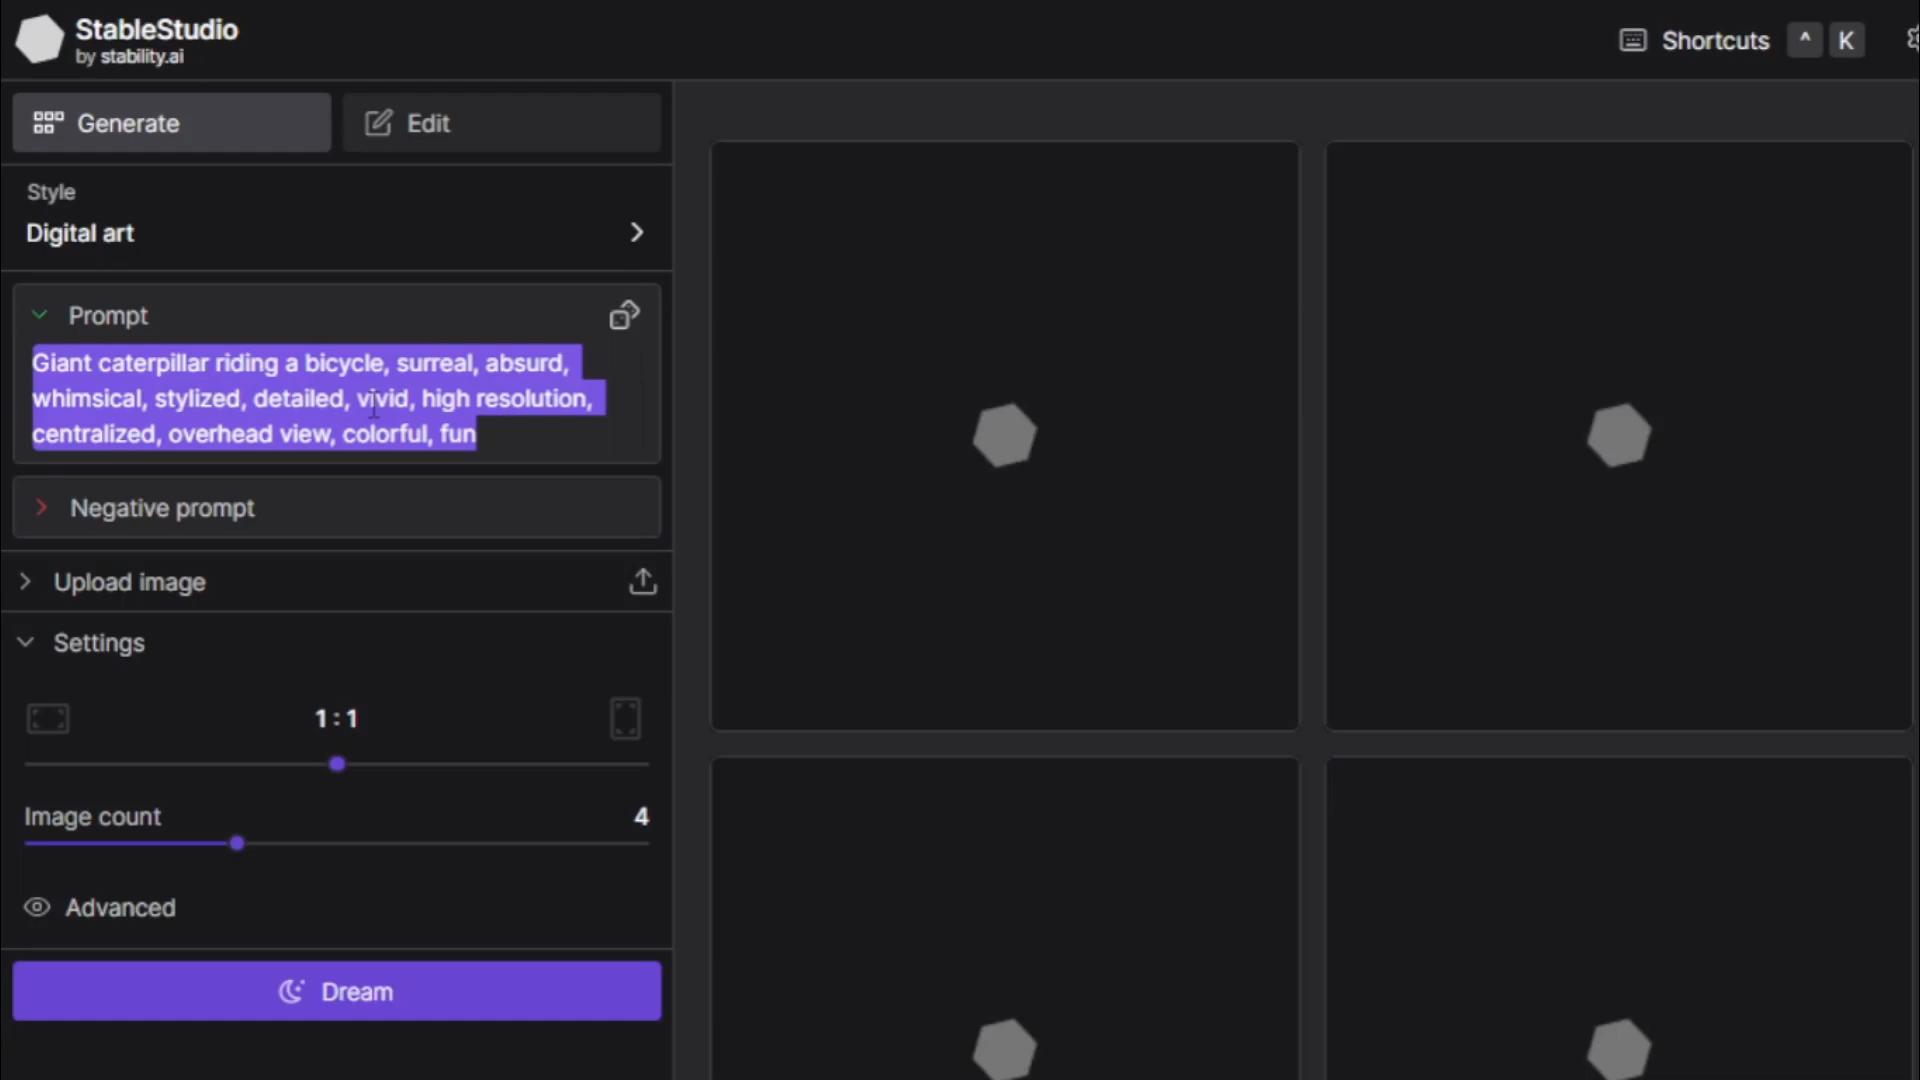 StableStudio
by stability.ai
Shortcuts ^ K
Generate
Edit
Style
Digital art
Prompt
Giant caterpillar riding a bicycle, surreal, absurd,
whimsical, stylized, detailed, vivid, high resolution,
centralized, overhead view, colorful, fun
Negative prompt
Upload image
Settings
1 : 1
Image count 4
Advanced
Dream